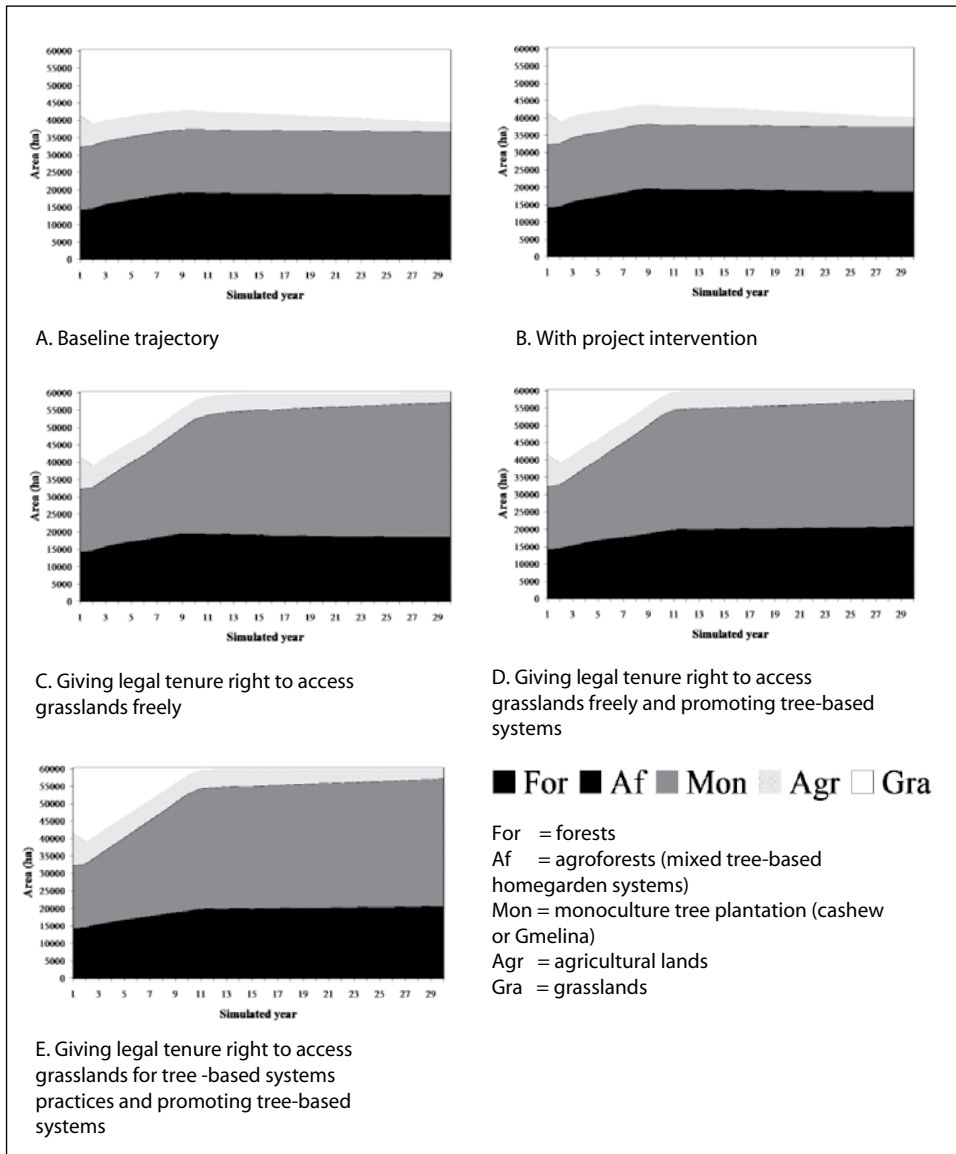 60000
55000
50000
45000
40000
35000
30000
25000
20000
15000
10000
5000
0
Area (ha)
1 3 5 7 9 11 13 15 17 19 21 23 25 27 29
Simulated year
A. Baseline trajectory
60000
55000
50000
45000
40000
35000
30000
25000
20000
15000
10000
5000
0
Area (ha)
1 3 5 7 9 11 13 15 17 19 21 23 25 27 29
Simulated year
B. With project intervention
60000
55000
50000
45000
40000
35000
30000
25000
20000
15000
10000
5000
0
Area (ha)
1 3 5 7 9 11 13 15 17 19 21 23 25 27 29
Simulated year
C. Giving legal tenure right to access
grasslands freely
60000
55000
50000
45000
40000
35000
30000
25000
20000
15000
10000
5000
0
Area (ha)
1 3 5 7 9 11 13 15 17 19 21 23 25 27 29
Simulated year
D. Giving legal tenure right to access
grasslands freely and promoting tree-based
systems
60000
55000
50000
45000
40000
35000
30000
25000
20000
15000
10000
5000
0
Area (ha)
1 3 5 7 9 11 13 15 17 19 21 23 25 27 29
Simulated year
E. Giving legal tenure right to access
grasslands for tree -based systems
practices and promoting tree-based
systems
For Af Mon Agr Gra
For = forests
Af = agroforests (mixed tree-based
homegarden systems)
Mon = monoculture tree plantation (cashew
or Gmelina)
Agr = agricultural lands
Gra = grasslands